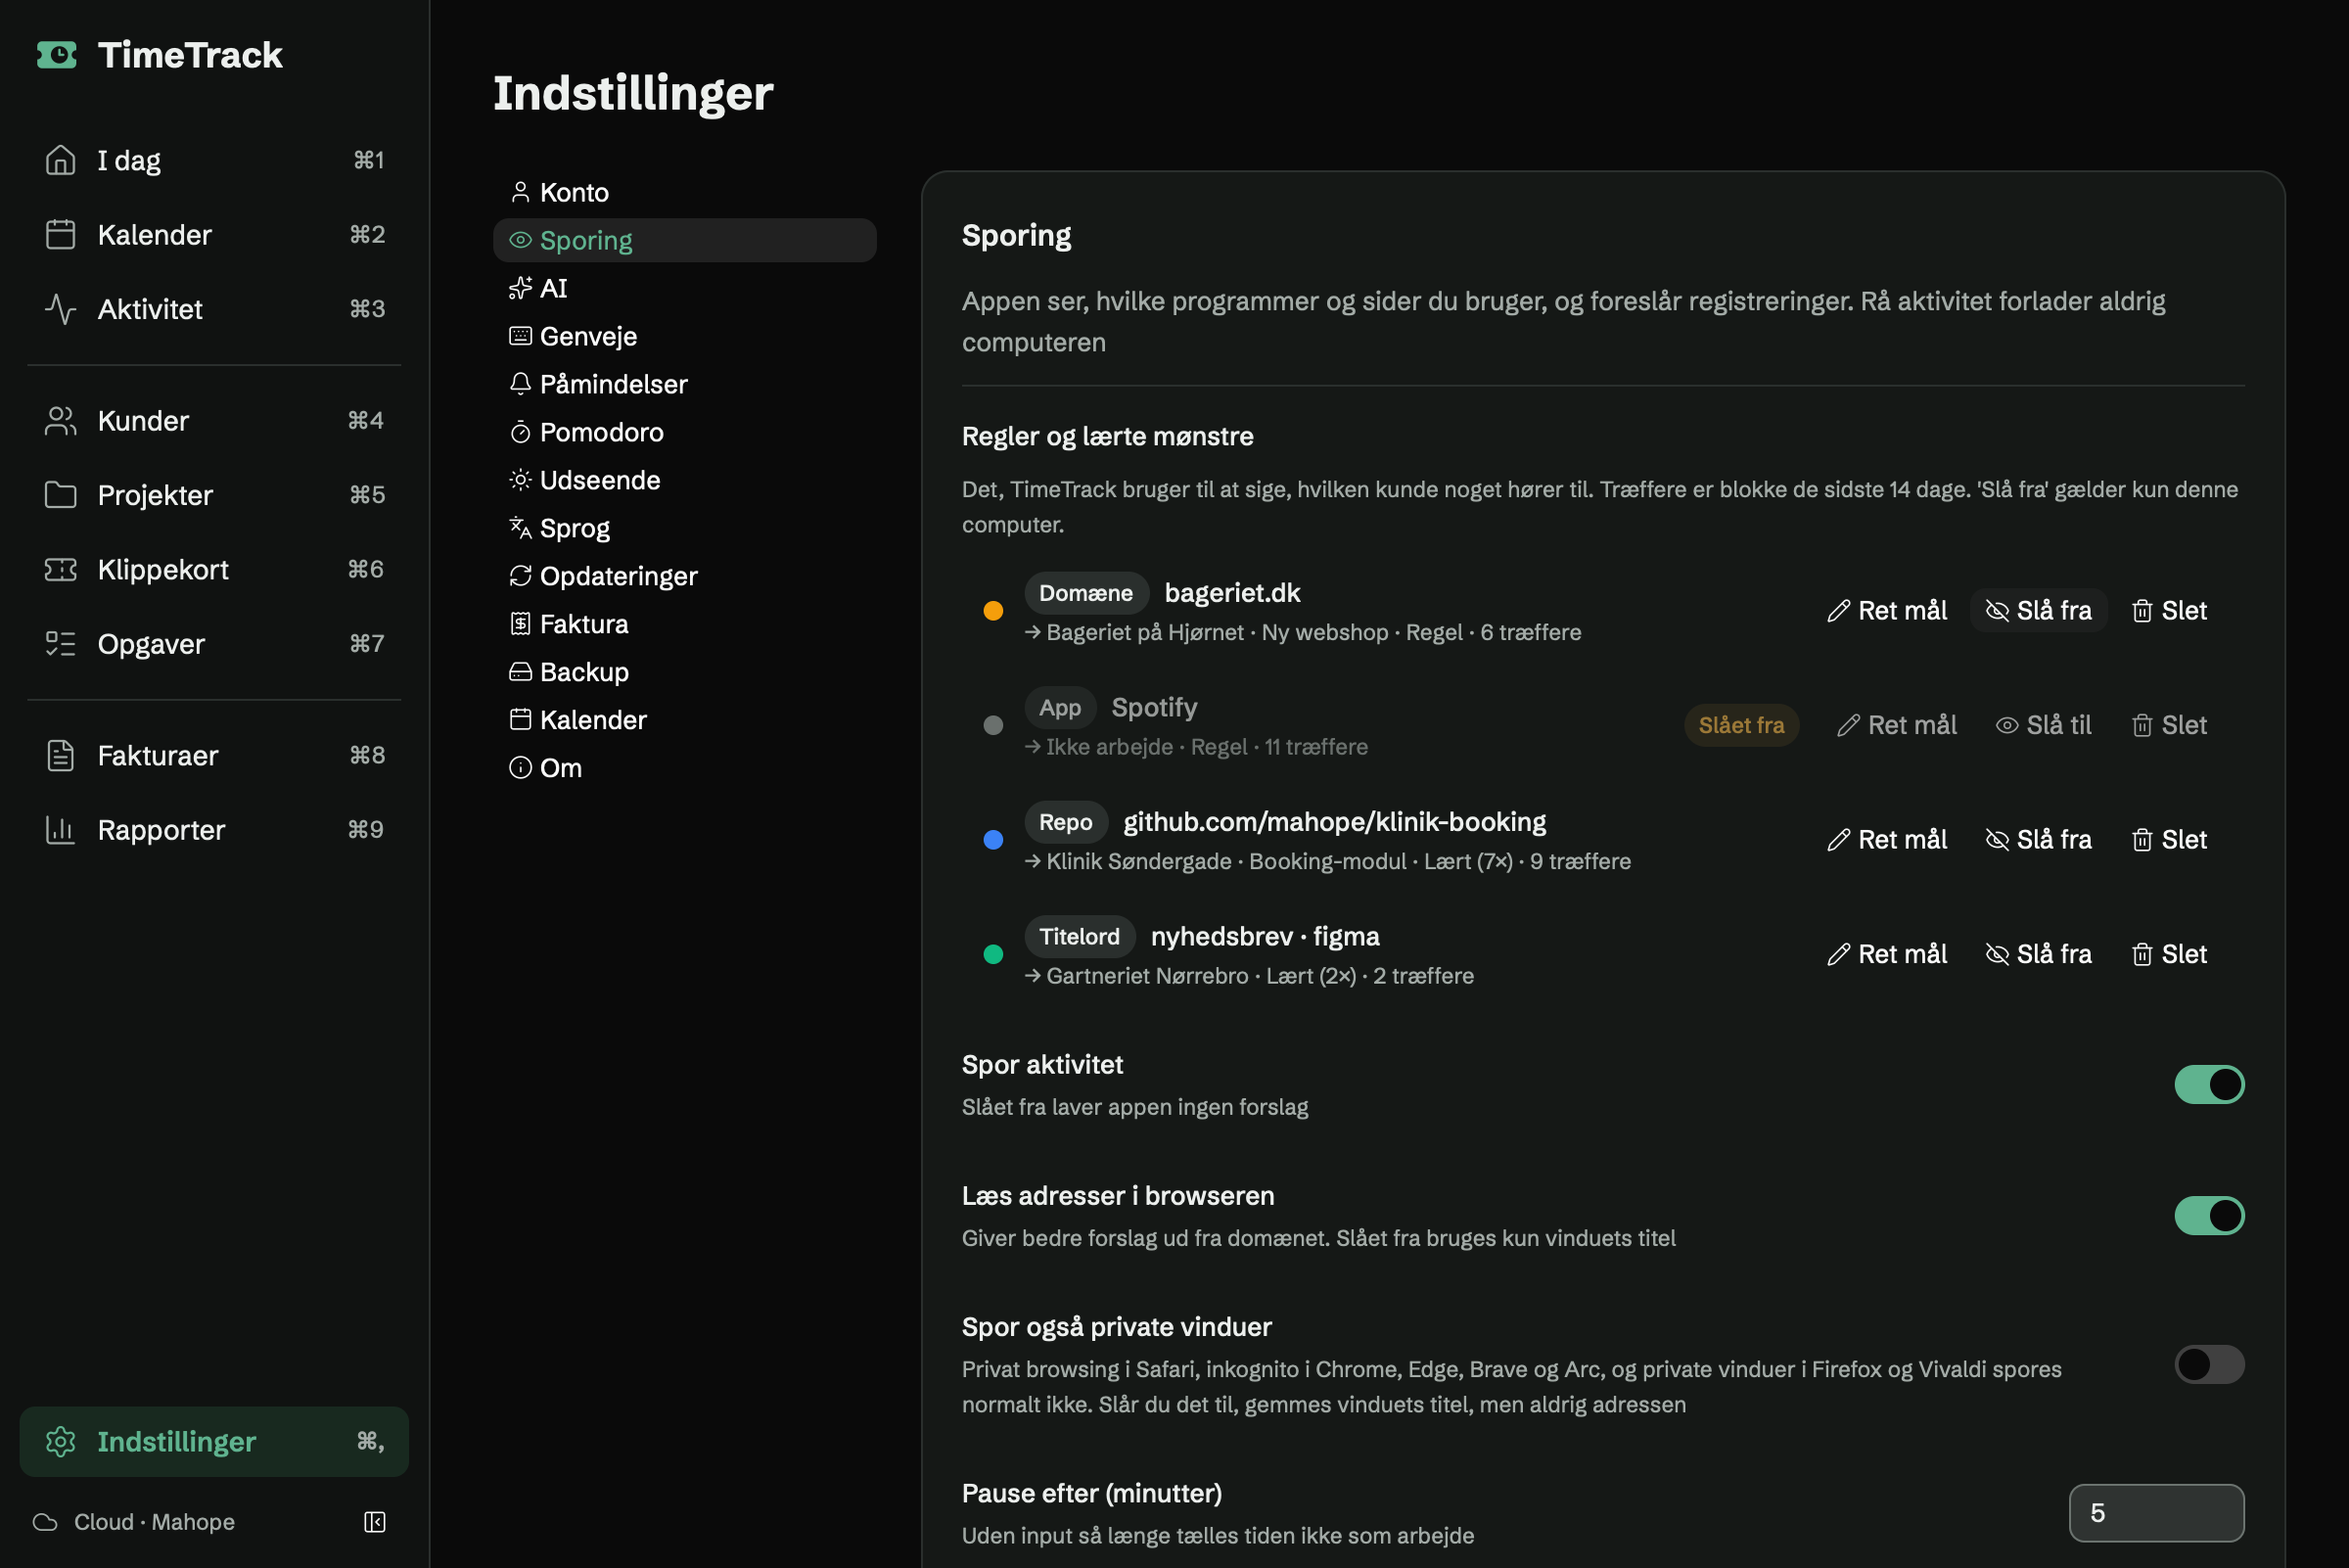 TimeTrack
I dag ⌘1
Kalender ⌘2
Aktivitet ⌘3
Kunder ⌘4
Projekter ⌘5
Klippekort ⌘6
Opgaver ⌘7
Fakturaer ⌘8
Rapporter ⌘9
Indstillinger ⌘,
Cloud · Mahope
Indstillinger
Konto
Sporing
AI
Genveje
Påmindelser
Pomodoro
Udseende
Sprog
Opdateringer
Faktura
Backup
Kalender
Om
Sporing
Appen ser, hvilke programmer og sider du bruger, og foreslår registreringer. Rå aktivitet forlader aldrig
computeren
Regler og lærte mønstre
Det, TimeTrack bruger til at sige, hvilken kunde noget hører til. Træffere er blokke de sidste 14 dage. 'Slå fra' gælder kun denne
computer.
Domæne bageriet.dk
→ Bageriet på Hjørnet · Ny webshop · Regel · 6 træffere
Ret mål Slå fra Slet
App Spotify
→ Ikke arbejde · Regel · 11 træffere
Slået fra Ret mål Slå til Slet
Repo github.com/mahope/klinik-booking
→ Klinik Søndergade · Booking-modul · Lært (7×) · 9 træffere
Ret mål Slå fra Slet
Titelord nyhedsbrev · figma
→ Gartneriet Nørrebro · Lært (2×) · 2 træffere
Ret mål Slå fra Slet
Spor aktivitet
Slået fra laver appen ingen forslag
Læs adresser i browseren
Giver bedre forslag ud fra domænet. Slået fra bruges kun vinduets titel
Spor også private vinduer
Privat browsing i Safari, inkognito i Chrome, Edge, Brave og Arc, og private vinduer i Firefox og Vivaldi spores
normalt ikke. Slår du det til, gemmes vinduets titel, men aldrig adressen
Pause efter (minutter)
Uden input så længe tælles tiden ikke som arbejde
5